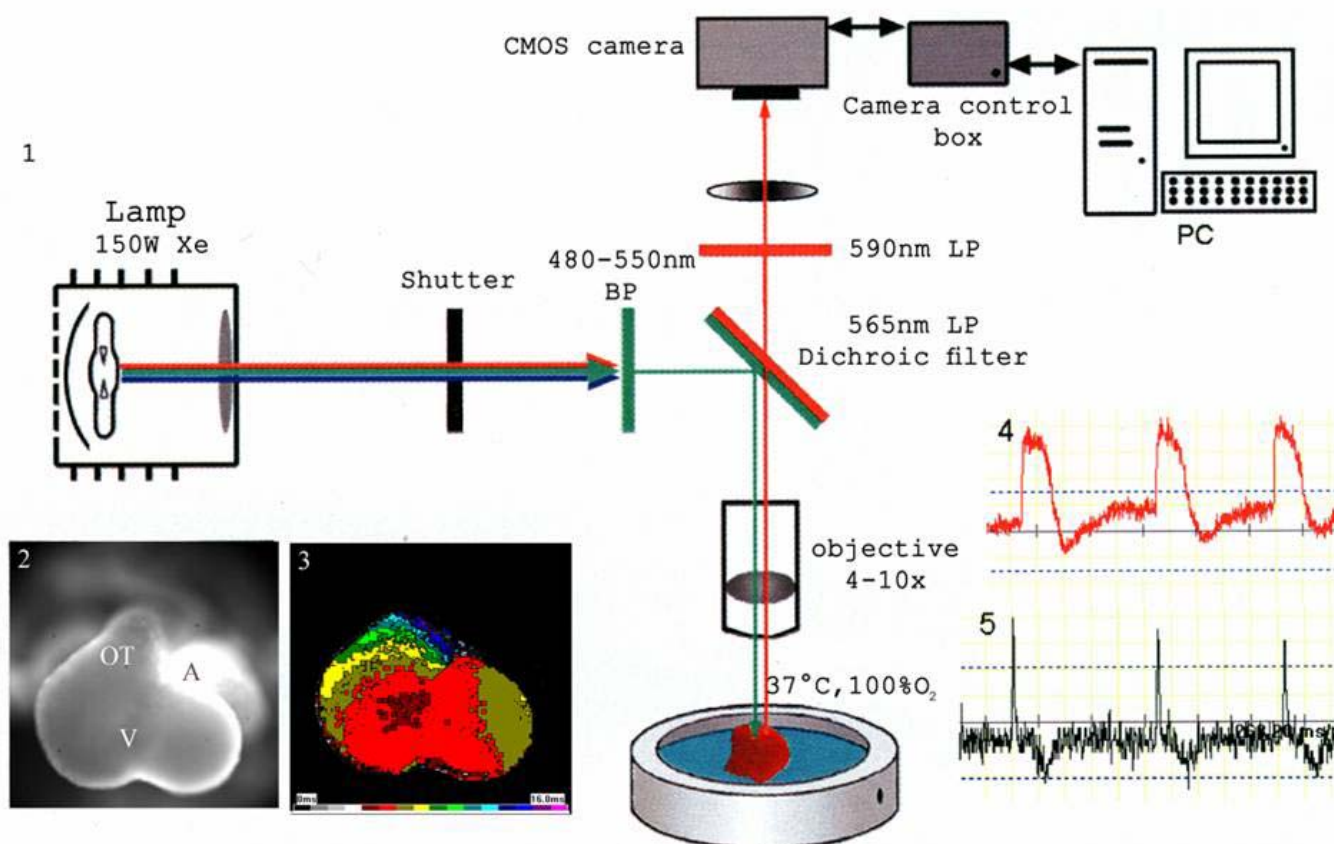 CMOS camera
Camera control
box
PC
1
Lamp
150W Xe
Shutter
480-550nm
BP
590nm LP
565nm LP
Dichroic filter
objective
4-10x
37°C,100%O₂
2
OT
A
V
3
0ms
16.0ms
4
5